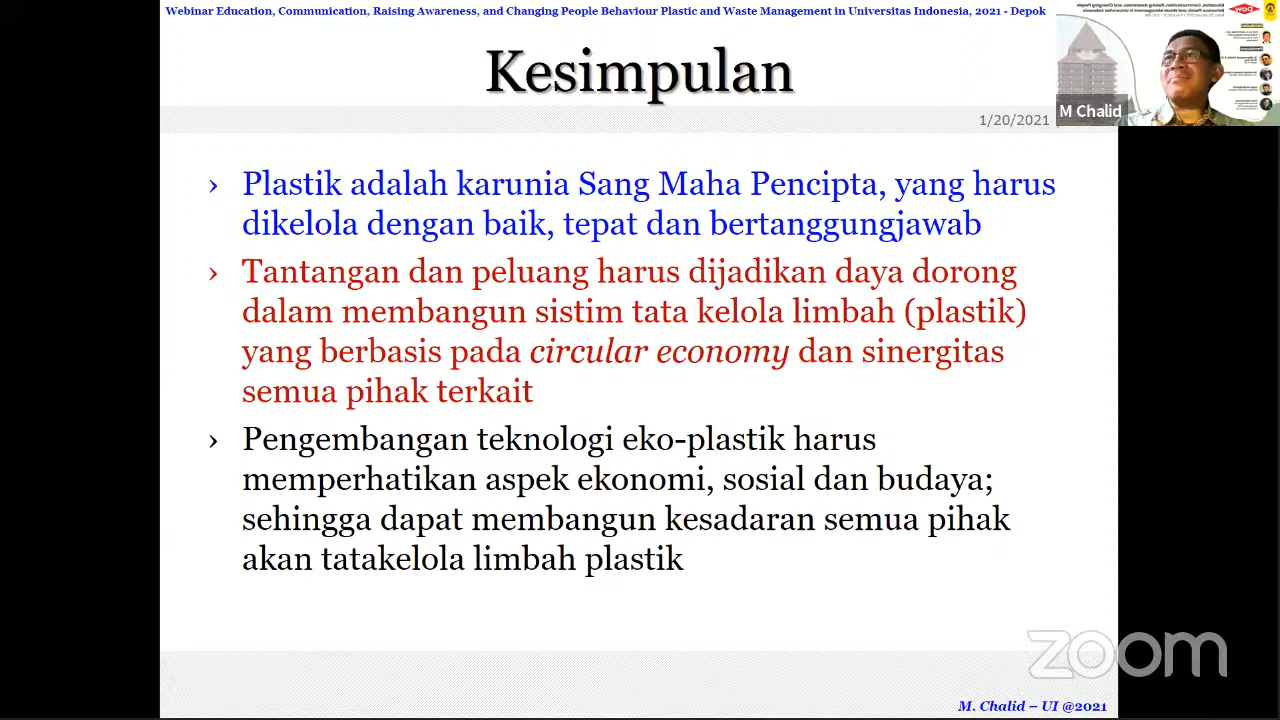 Webinar Education, Communication, Raising Awareness, and Changing People Behaviour Plastic and Waste Management in Universitas Indonesia, 2021 - Depok
Kesimpulan
1/20/2021
M Chalid
› Plastik adalah karunia Sang Maha Pencipta, yang harus
dikelola dengan baik, tepat dan bertanggungjawab
› Tantangan dan peluang harus dijadikan daya dorong
dalam membangun sistim tata kelola limbah (plastik)
yang berbasis pada circular economy dan sinergitas
semua pihak terkait
› Pengembangan teknologi eko-plastik harus
memperhatikan aspek ekonomi, sosial dan budaya;
sehingga dapat membangun kesadaran semua pihak
akan tatakelola limbah plastik
zoom
M. Chalid – UI @2021